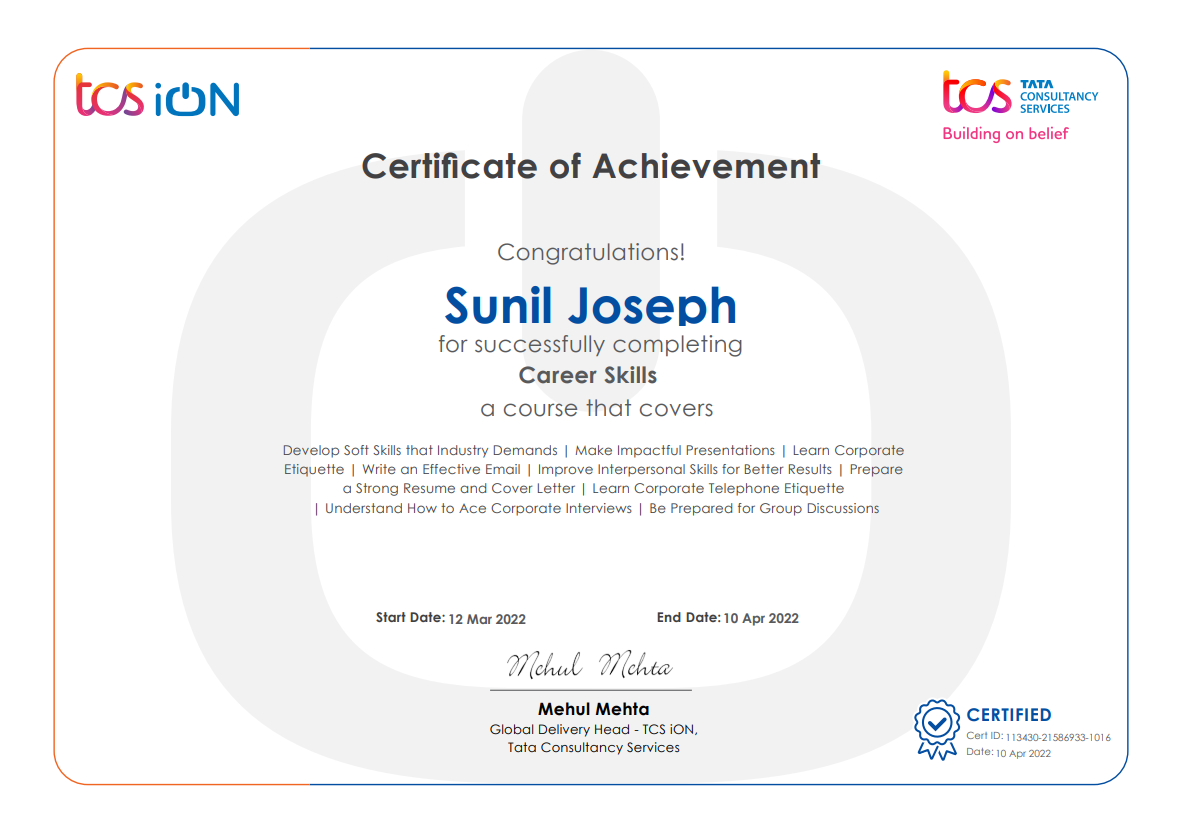 tcs iON
tcs TATA
CONSULTANCY
SERVICES
Building on belief
Certificate of Achievement
Congratulations!
Sunil Joseph
for successfully completing
Career Skills
a course that covers
Develop Soft Skills that Industry Demands | Make Impactful Presentations | Learn Corporate
Etiquette | Write an Effective Email | Improve Interpersonal Skills for Better Results | Prepare
a Strong Resume and Cover Letter | Learn Corporate Telephone Etiquette
| Understand How to Ace Corporate Interviews | Be Prepared for Group Discussions
Start Date: 12 Mar 2022 End Date: 10 Apr 2022
Mehul Mehta
Mehul Mehta
Global Delivery Head - TCS iON,
Tata Consultancy Services
CERTIFIED
Cert ID: 113430-21586933-1016
Date: 10 Apr 2022